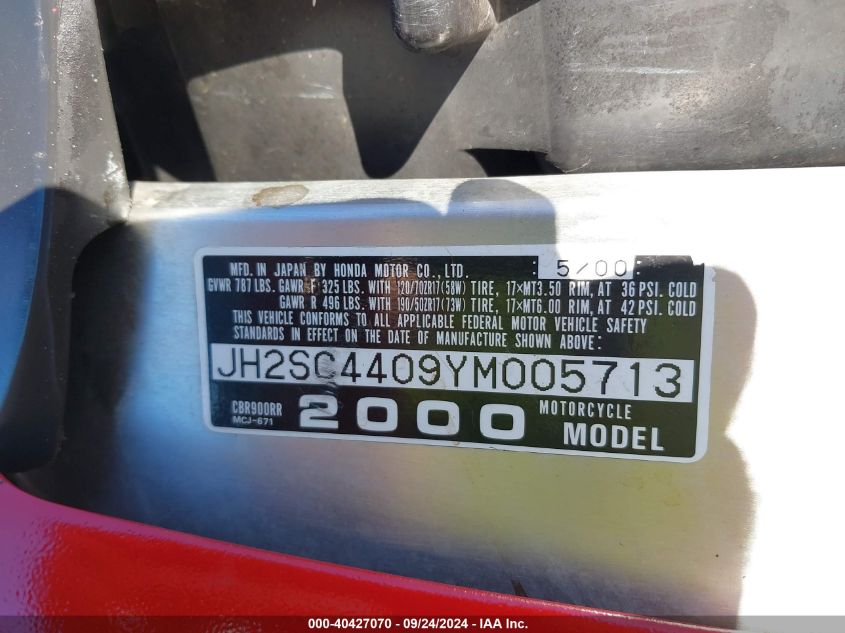 MFD. IN JAPAN BY HONDA MOTOR CO., LTD. : 5/00 :
GVWR 787 LBS. GAWR F 325 LBS. WITH 120/70ZR17(58W) TIRE, 17×MT3.50 RIM, AT 36 PSI. COLD
GAWR R 496 LBS. WITH 190/50ZR17(73W) TIRE, 17×MT6.00 RIM, AT 42 PSI. COLD
THIS VEHICLE CONFORMS TO ALL APPLICABLE FEDERAL MOTOR VEHICLE SAFETY
STANDARDS IN EFFECT ON THE DATE OF MANUFACTURE SHOWN ABOVE:
JH2SC4409YM005713
CBR900RR 2000 MOTORCYCLE
MCJ-671 MODEL
000-40427070 / 09/24/2024 - IAA Inc.